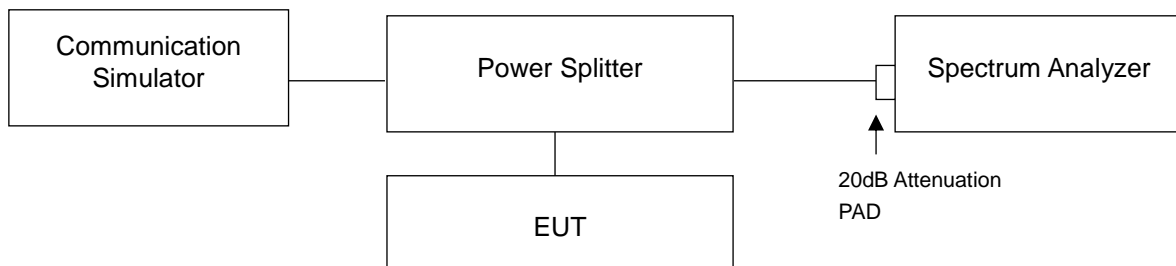 Communication
Simulator
Power Splitter
Spectrum Analyzer
20dB Attenuation
PAD
EUT